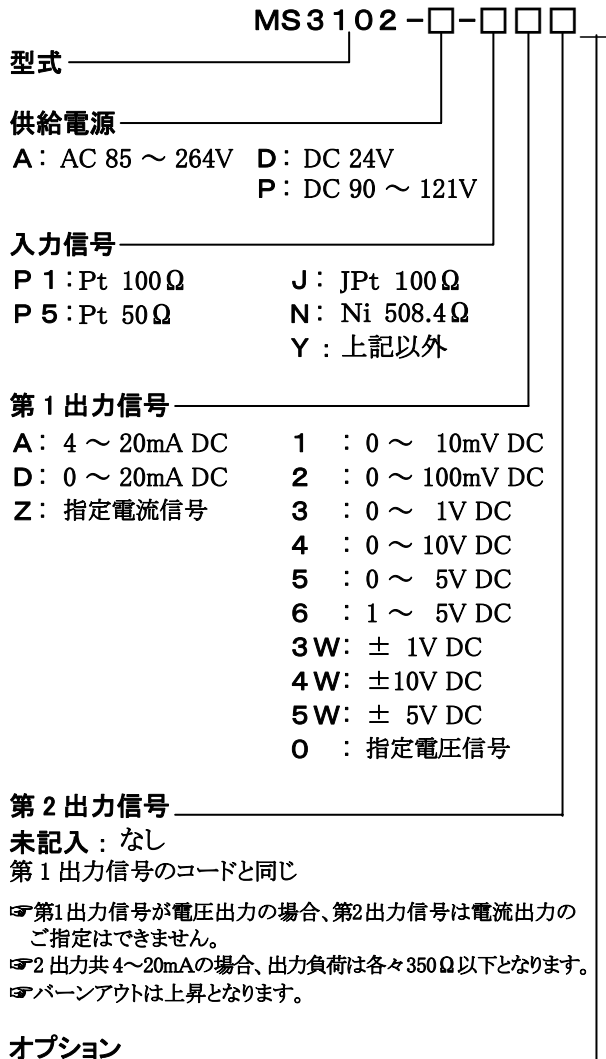 MS3102-□-□□□
型式
供給電源
A： AC 85 ～ 264V D： DC 24V
P： DC 90 ～ 121V
入力信号
P 1：Pt 100Ω J： JPt 100Ω
P 5：Pt 50Ω N： Ni 508.4Ω
Y ：上記以外
第 1 出力信号
A： 4 ～ 20mA DC 1 ：0 ～ 10mV DC
D： 0 ～ 20mA DC 2 ：0 ～ 100mV DC
Z： 指定電流信号 3 ：0 ～ 1V DC
4 ：0 ～ 10V DC
5 ：0 ～ 5V DC
6 ：1 ～ 5V DC
3W： ± 1V DC
4W： ±10V DC
5W： ± 5V DC
0 ：指定電圧信号
第 2 出力信号
未記入 ： なし
第 1 出力信号のコードと同じ
☞第1出力信号が電圧出力の場合、第2出力信号は電流出力の
ご指定はできません。
☞2 出力共 4～20mAの場合、出力負荷は各々350Ω以下となります。
☞バーンアウトは上昇となります。
オプション